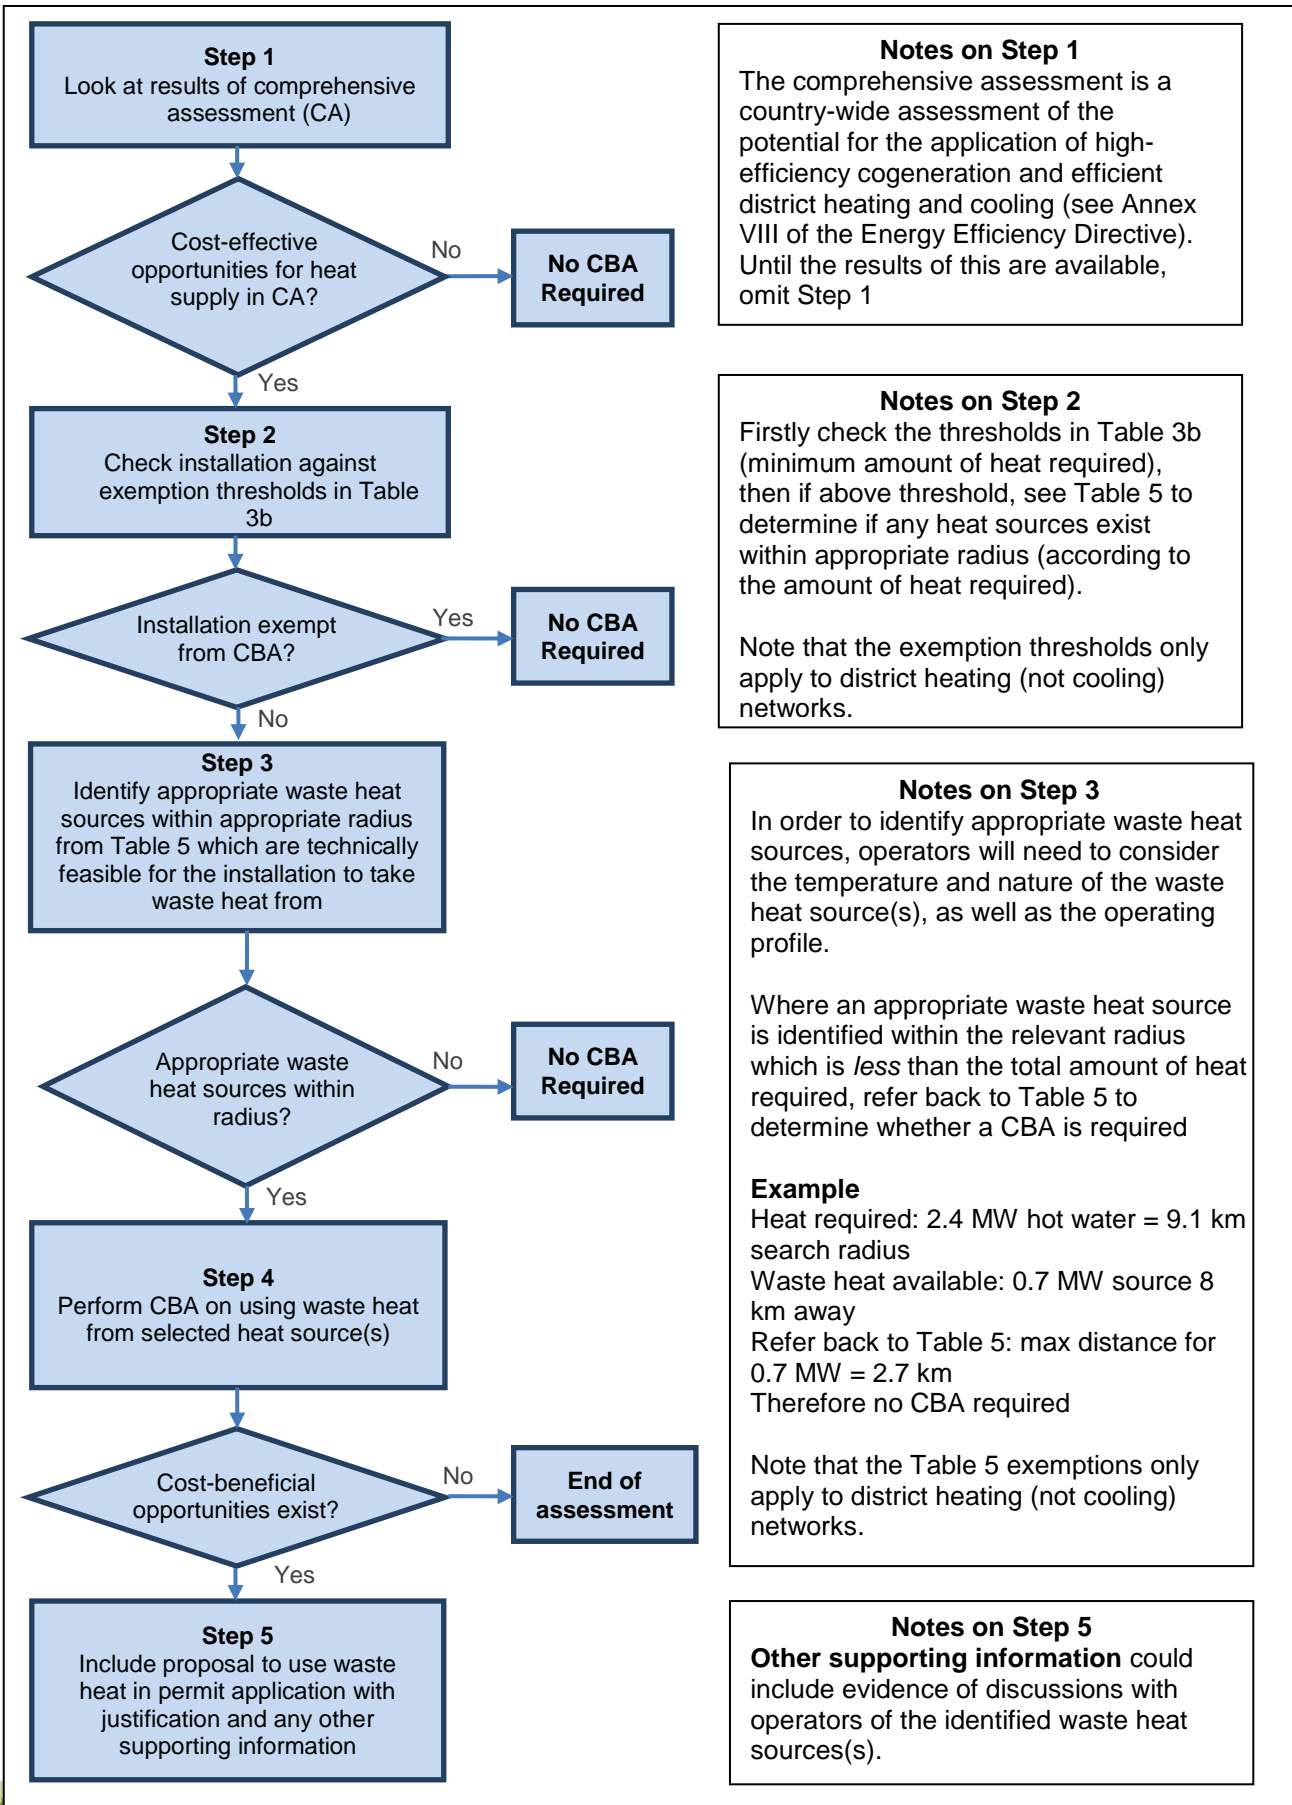 Step 1
Look at results of comprehensive
assessment (CA)
Cost-effective
opportunities for heat
supply in CA?
No
No CBA
Required
Yes
Step 2
Check installation against
exemption thresholds in Table
3b
Installation exempt
from CBA?
Yes
No CBA
Required
No
Step 3
Identify appropriate waste heat
sources within appropriate radius
from Table 5 which are technically
feasible for the installation to take
waste heat from
Appropriate waste
heat sources within
radius?
No
No CBA
Required
Yes
Step 4
Perform CBA on using waste heat
from selected heat source(s)
Cost-beneficial
opportunities exist?
No
End of
assessment
Yes
Step 5
Include proposal to use waste
heat in permit application with
justification and any other
supporting information
Notes on Step 1
The comprehensive assessment is a
country-wide assessment of the
potential for the application of high-
efficiency cogeneration and efficient
district heating and cooling (see Annex
VIII of the Energy Efficiency Directive).
Until the results of this are available,
omit Step 1
Notes on Step 2
Firstly check the thresholds in Table 3b
(minimum amount of heat required),
then if above threshold, see Table 5 to
determine if any heat sources exist
within appropriate radius (according to
the amount of heat required).
Note that the exemption thresholds only
apply to district heating (not cooling)
networks.
Notes on Step 3
In order to identify appropriate waste heat
sources, operators will need to consider
the temperature and nature of the waste
heat source(s), as well as the operating
profile.
Where an appropriate waste heat source
is identified within the relevant radius
which is less than the total amount of heat
required, refer back to Table 5 to
determine whether a CBA is required
Example
Heat required: 2.4 MW hot water = 9.1 km
search radius
Waste heat available: 0.7 MW source 8
km away
Refer back to Table 5: max distance for
0.7 MW = 2.7 km
Therefore no CBA required
Note that the Table 5 exemptions only
apply to district heating (not cooling)
networks.
Notes on Step 5
Other supporting information could
include evidence of discussions with
operators of the identified waste heat
sources(s).